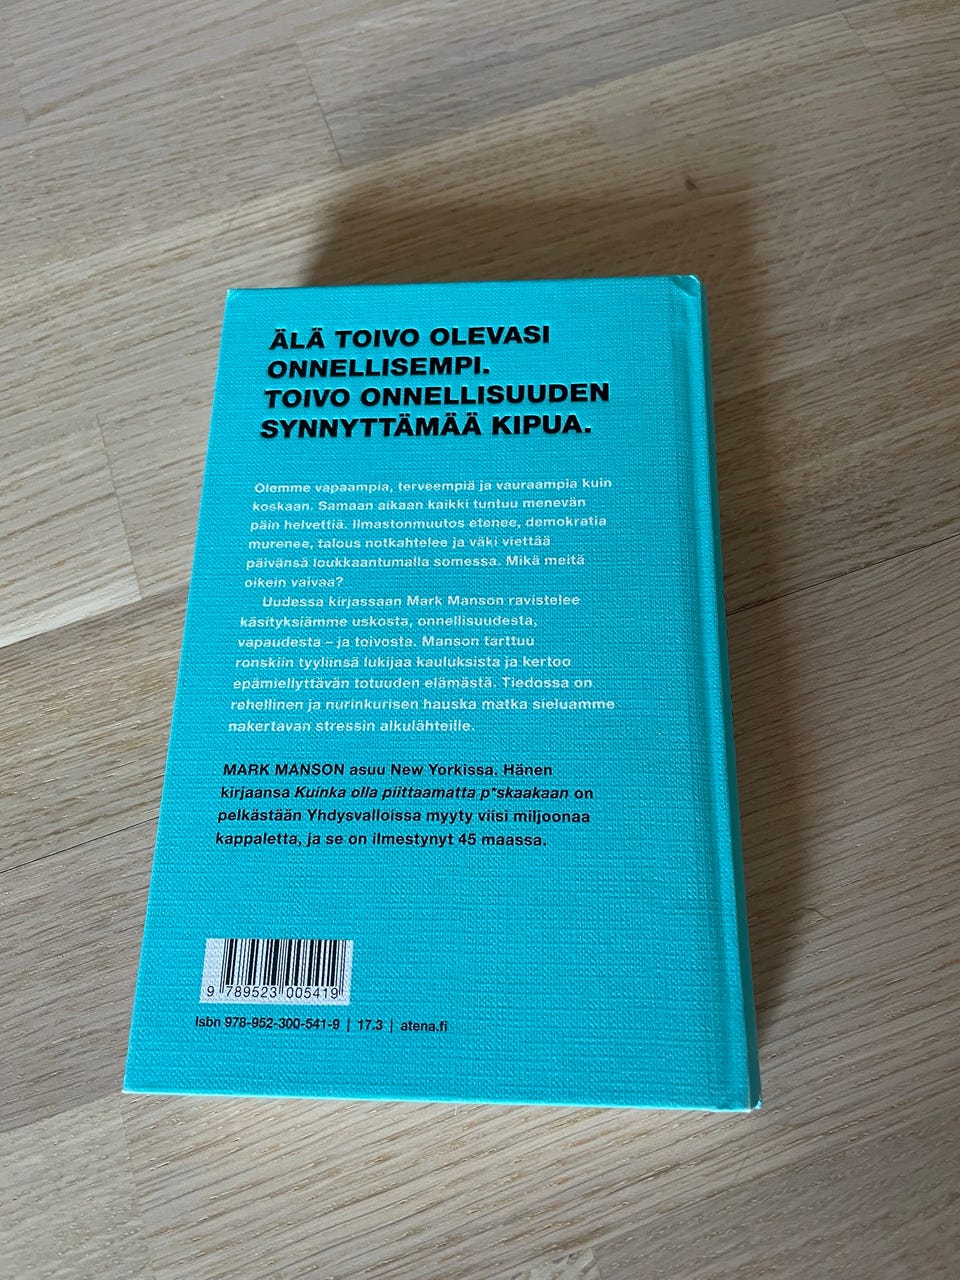 ÄLÄ TOIVO OLEVASI
ONNELLISEMPI.
TOIVO ONNELLISUUDEN
SYNNYTTÄMÄÄ KIPUA.
Olemme vapaampia, terveempiä ja vauraampia kuin
koskaan. Samaan aikaan kaikki tuntuu menevän
päin helvettiä. Ilmastonmuutos etenee, demokratia
murenee, talous notkahtelee ja väki viettää
päivänsä loukkaantumalla somessa. Mikä meitä
oikein vaivaa?
Uudessa kirjassaan Mark Manson ravistelee
käsityksiämme uskosta, onnellisuudesta,
vapaudesta – ja toivosta. Manson tarttuu
ronskiin tyyliinsä lukijaa kauluksista ja kertoo
epämiellyttävän totuuden elämästä. Tiedossa on
rehellinen ja nurinkurisen hauska matka sieluamme
nakertavan stressin alkulähteille.
MARK MANSON asuu New Yorkissa. Hänen
kirjaansa Kuinka olla piittaamatta p*skaakaan on
pelkästään Yhdysvalloissa myyty viisi miljoonaa
kappaletta, ja se on ilmestynyt 45 maassa.
9 789523 005419
isbn 978-952-300-541-9 | 17.3 | atena.fi